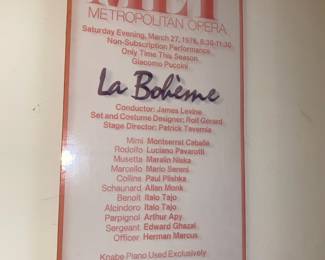 MET
METROPOLITAN OPERA
Saturday Evening, March 27, 1976, 8:30-11:30
Non-Subscription Performance
Only Time This Season
Giacomo Puccini
La Bohème
Conductor: James Levine
Set and Costume Designer: Rolf Gérard
Stage Director: Patrick Tavernia
Mimi Montserrat Caballé
Rodolfo Luciano Pavarotti
Musetta Maralin Niska
Marcello Mario Sereni
Colline Paul Plishka
Schaunard Allan Monk
Benoit Italo Tajo
Alcindoro Italo Tajo
Parpignol Arthur Apy
Sergeant Edward Ghazal
Officer Herman Marcus
Knabe Piano Used Exclusively